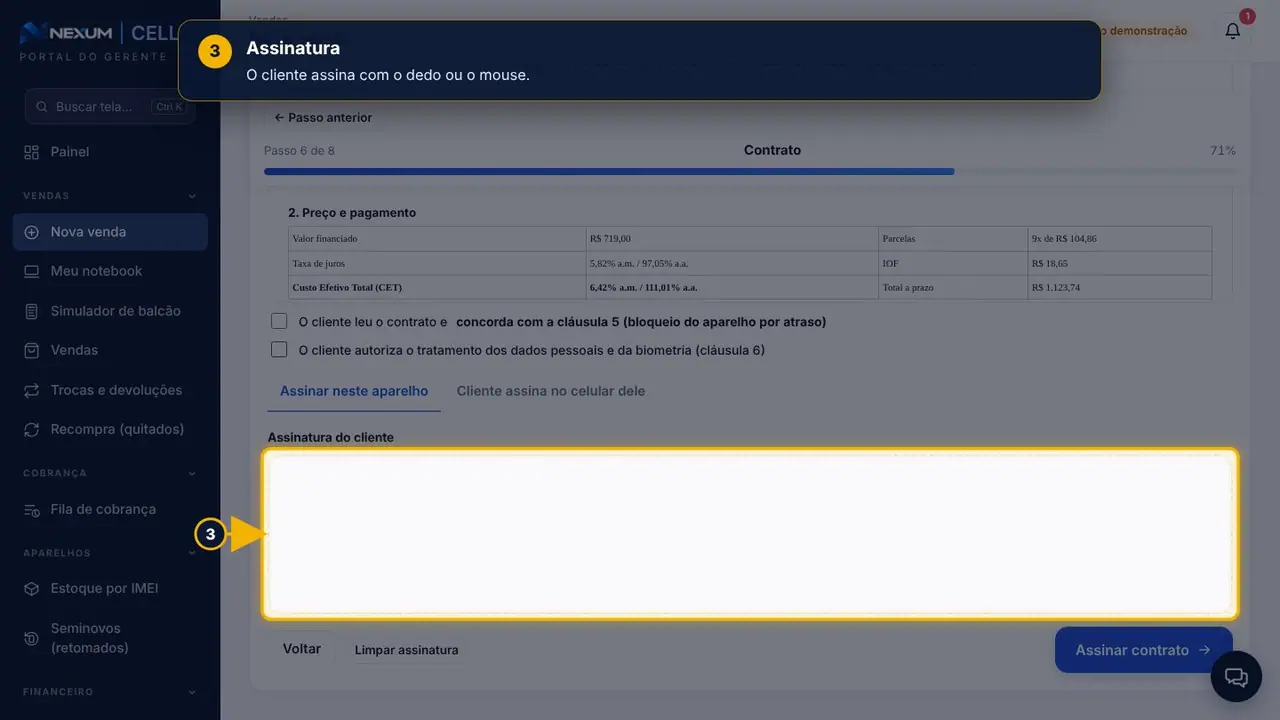 NEXUM | CELL
PORTAL DO GERENTE
Buscar tela... Ctrl K
Painel
VENDAS
Nova venda
Meu notebook
Simulador de balcão
Vendas
Trocas e devoluções
Recompra (quitados)
COBRANÇA
Fila de cobrança
APARELHOS
Estoque por IMEI
Seminovos
(retomados)
FINANCEIRO
3 Assinatura
O cliente assina com o dedo ou o mouse.
o demonstração
1
← Passo anterior
Passo 6 de 8 Contrato 71%
2. Preço e pagamento
Valor financiado R$ 719,00 Parcelas 9x de R$ 104,86
Taxa de juros 5,82% a.m. / 97,05% a.a. IOF R$ 18,65
Custo Efetivo Total (CET) 6,42% a.m. / 111,01% a.a. Total a prazo R$ 1.123,74
O cliente leu o contrato e concorda com a cláusula 5 (bloqueio do aparelho por atraso)
O cliente autoriza o tratamento dos dados pessoais e da biometria (cláusula 6)
Assinar neste aparelho Cliente assina no celular dele
Assinatura do cliente
3
Voltar Limpar assinatura Assinar contrato →